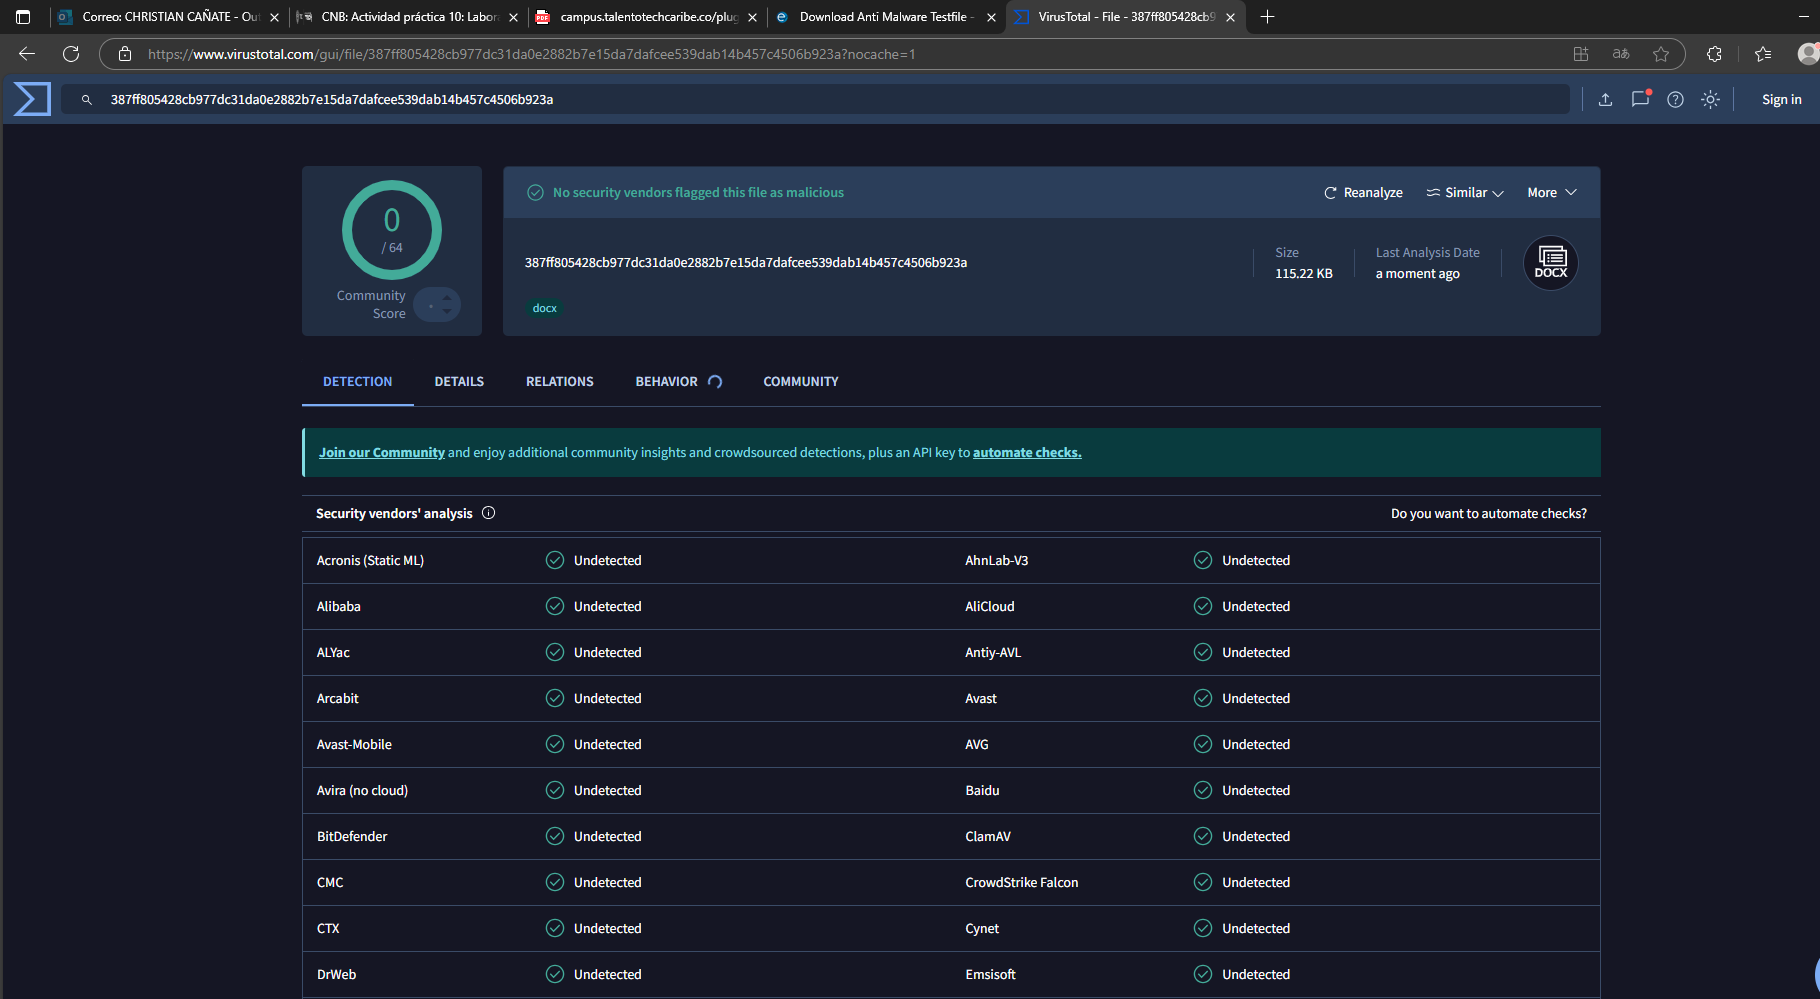 Correo: CHRISTIAN CAÑATE - Out
CNB: Actividad práctica 10: Labora
campus.talentotechcaribe.co/plug
Download Anti Malware Testfile -
VirusTotal - File - 387ff805428cb9
https://www.virustotal.com/gui/file/387ff805428cb977dc31da0e2882b7e15da7dafcee539dab14b457c4506b923a?nocache=1
387ff805428cb977dc31da0e2882b7e15da7dafcee539dab14b457c4506b923a
Sign in
0
/ 64
Community
Score
No security vendors flagged this file as malicious
Reanalyze
Similar
More
387ff805428cb977dc31da0e2882b7e15da7dafcee539dab14b457c4506b923a
docx
Size
115.22 KB
Last Analysis Date
a moment ago
DOCX
DETECTION
DETAILS
RELATIONS
BEHAVIOR
COMMUNITY
Join our Community and enjoy additional community insights and crowdsourced detections, plus an API key to automate checks.
Security vendors' analysis
Do you want to automate checks?
Acronis (Static ML) Undetected AhnLab-V3 Undetected
Alibaba Undetected AliCloud Undetected
ALYac Undetected Antiy-AVL Undetected
Arcabit Undetected Avast Undetected
Avast-Mobile Undetected AVG Undetected
Avira (no cloud) Undetected Baidu Undetected
BitDefender Undetected ClamAV Undetected
CMC Undetected CrowdStrike Falcon Undetected
CTX Undetected Cynet Undetected
DrWeb Undetected Emsisoft Undetected